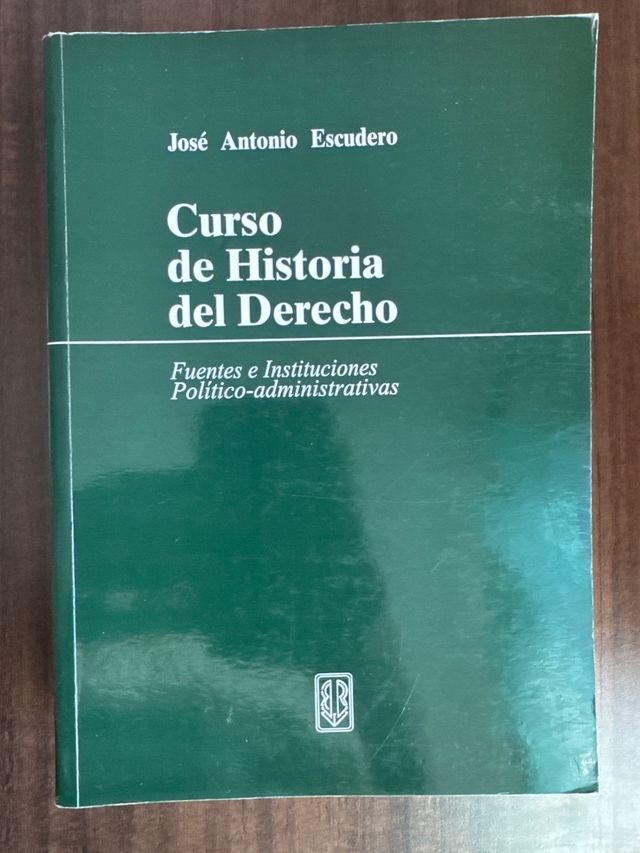 José Antonio Escudero
Curso
de Historia
del Derecho
Fuentes e Instituciones
Político-administrativas